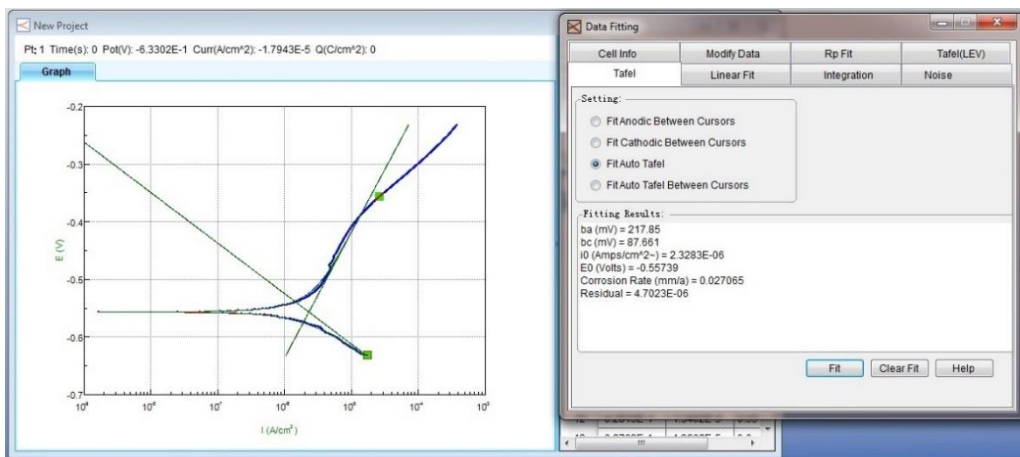 New Project
Pt: 1 Time(s): 0 Pot(V): -6.3302E-1 Curr(A/cm^2): -1.7943E-5 Q(C/cm^2): 0
Graph
-0.2
-0.3
-0.4
-0.5
-0.6
-0.7
E (V)
I (A/cm²)
Data Fitting
Cell Info
Modify Data
Rp Fit
Tafel(LEV)
Tafel
Linear Fit
Integration
Noise
Setting:
Fit Anodic Between Cursors
Fit Cathodic Between Cursors
Fit Auto Tafel
Fit Auto Tafel Between Cursors
Fitting Results:
ba (mV) = 217.85
bc (mV) = 87.661
i0 (Amps/cm^2~) = 2.3283E-06
E0 (Volts) = -0.55739
Corrosion Rate (mm/a) = 0.027065
Residual = 4.7023E-06
Fit
Clear Fit
Help